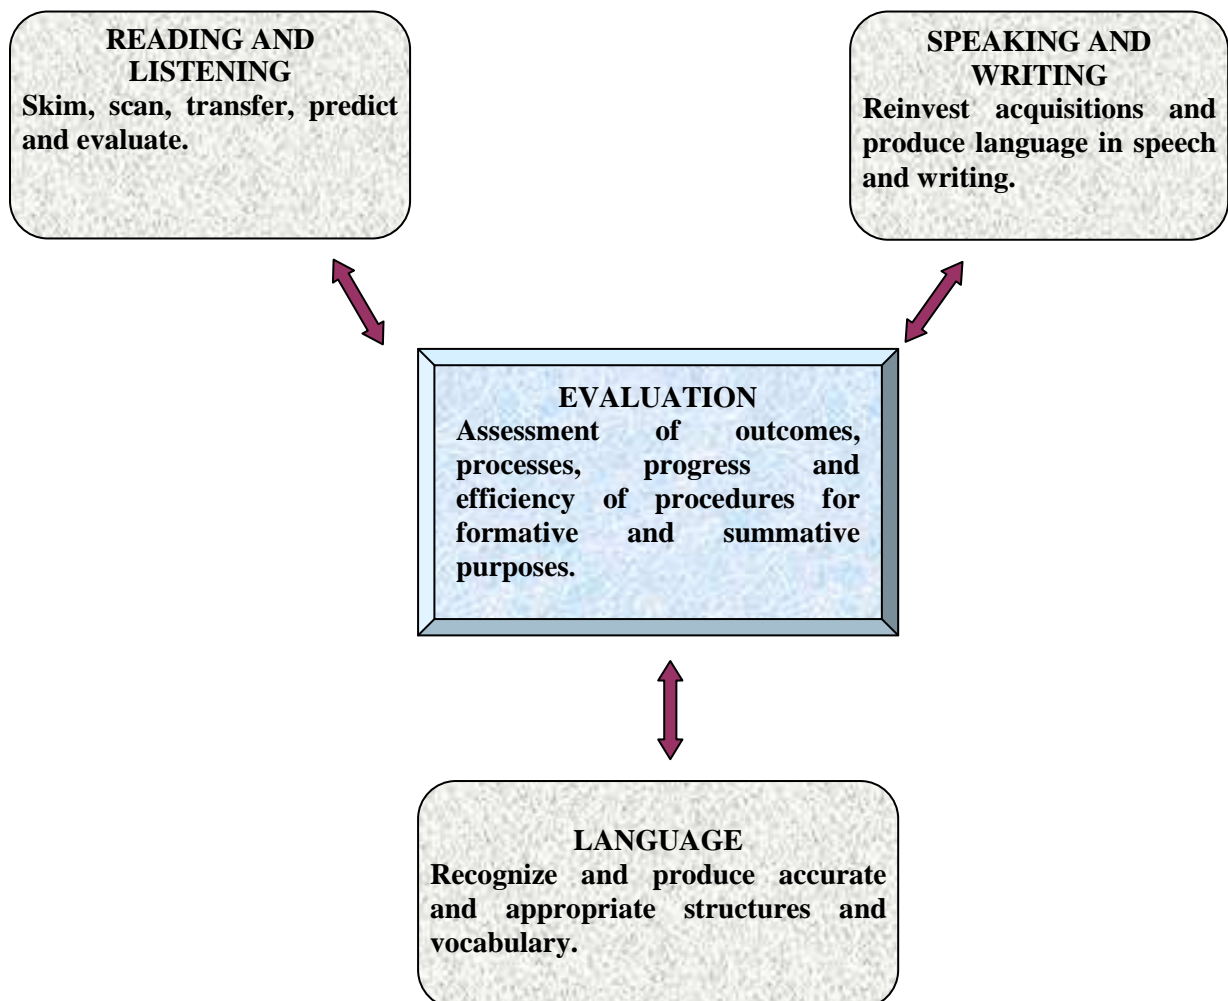 READING AND
LISTENING
Skim, scan, transfer, predict
and evaluate.
SPEAKING AND
WRITING
Reinvest acquisitions and
produce language in speech
and writing.
EVALUATION
Assessment of outcomes,
processes, progress and
efficiency of procedures for
formative and summative
purposes.
LANGUAGE
Recognize and produce accurate
and appropriate structures and
vocabulary.